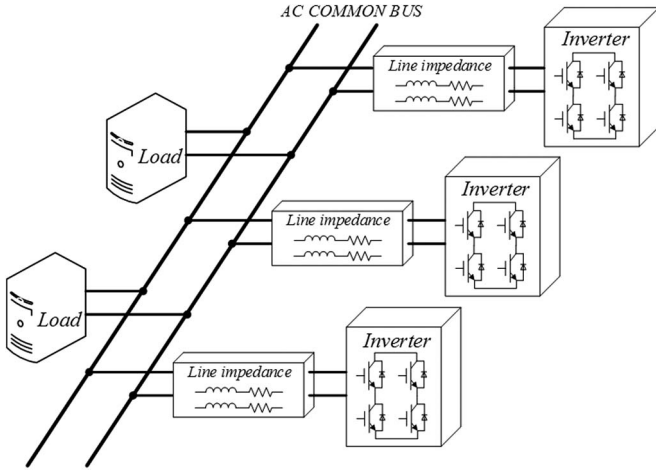 AC COMMON BUS
Line impedance
Inverter
Load
Line impedance
Inverter
Load
Line impedance
Inverter